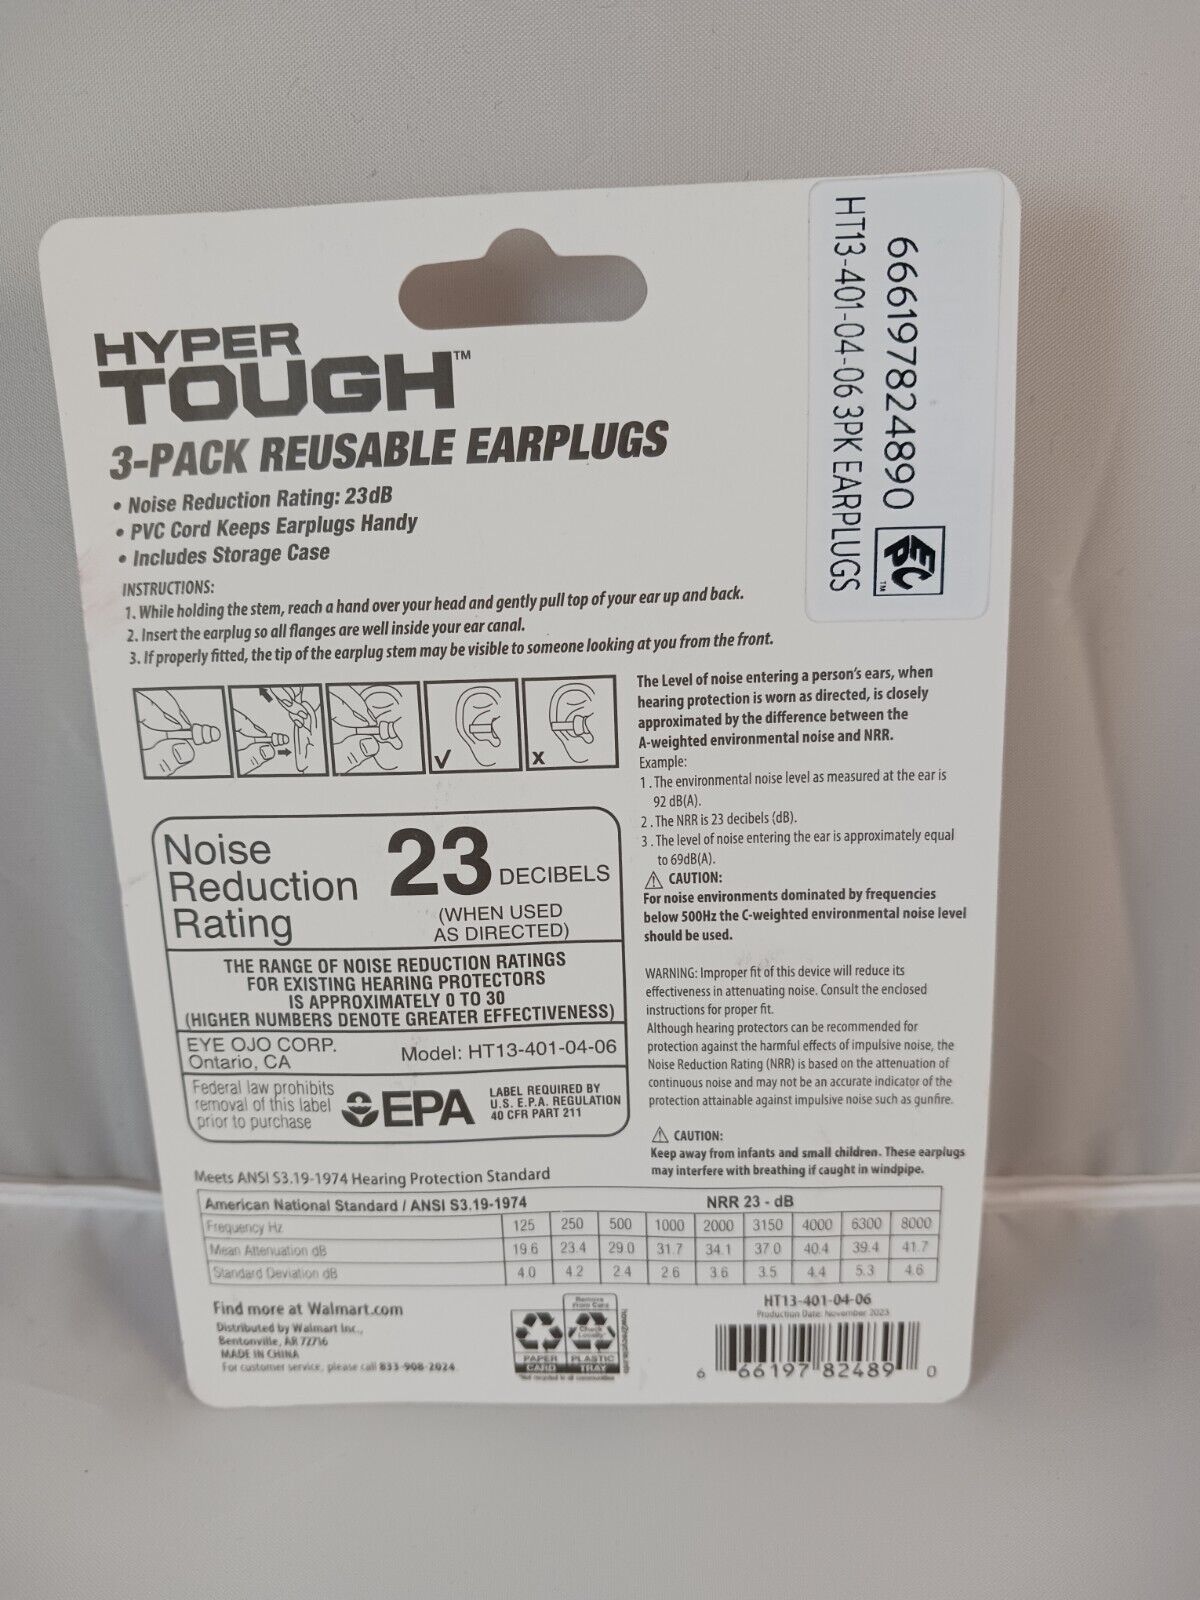 HYPER
TOUGH™
3-PACK REUSABLE EARPLUGS
• Noise Reduction Rating: 23dB
• PVC Cord Keeps Earplugs Handy
• Includes Storage Case
INSTRUCTIONS:
1. While holding the stem, reach a hand over your head and gently pull top of your ear up and back.
2. Insert the earplug so all flanges are well inside your ear canal.
3. If properly fitted, the tip of the earplug stem may be visible to someone looking at you from the front.
X
666197824890
HT13-401-04-06 3PK EARPLUGS
ECP™
The Level of noise entering a person's ears, when
hearing protection is worn as directed, is closely
approximated by the difference between the
A-weighted environmental noise and NRR.
Example:
1. The environmental noise level as measured at the ear is
92 dB(A).
2. The NRR is 23 decibels (dB).
3. The level of noise entering the ear is approximately equal
to 69dB(A).
⚠ CAUTION:
For noise environments dominated by frequencies
below 500Hz the C-weighted environmental noise level
should be used.
WARNING: Improper fit of this device will reduce its
effectiveness in attenuating noise. Consult the enclosed
instructions for proper fit.
Although hearing protectors can be recommended for
protection against the harmful effects of impulsive noise, the
Noise Reduction Rating (NRR) is based on the attenuation of
continuous noise and may not be an accurate indicator of the
protection attainable against impulsive noise such as gunfire.
⚠ CAUTION:
Keep away from infants and small children. These earplugs
may interfere with breathing if caught in windpipe.
Noise
Reduction
Rating
23 DECIBELS
(WHEN USED
AS DIRECTED)
THE RANGE OF NOISE REDUCTION RATINGS
FOR EXISTING HEARING PROTECTORS
IS APPROXIMATELY 0 TO 30
(HIGHER NUMBERS DENOTE GREATER EFFECTIVENESS)
EYE OJO CORP.
Ontario, CA
Model: HT13-401-04-06
Federal law prohibits
removal of this label
prior to purchase
EPA
LABEL REQUIRED BY
U.S. E.P.A. REGULATION
40 CFR PART 211
Meets ANSI S3.19-1974 Hearing Protection Standard
American National Standard / ANSI S3.19-1974 NRR 23 - dB
Frequency Hz 125 250 500 1000 2000 3150 4000 6300 8000
Mean Attenuation dB 19.6 23.4 29.0 31.7 34.1 37.0 40.4 39.4 41.7
Standard Deviation dB 4.0 4.2 2.4 2.6 3.6 3.5 4.4 5.3 4.6
Find more at Walmart.com
Distributed by Walmart Inc.,
Bentonville, AR 72716
MADE IN CHINA
For customer service, please call 833-908-2024
Remove
From Card
Check
Locally
PAPER
CARD
PLASTIC
TRAY
*Not recycled in all communities
how2recycle.info
HT13-401-04-06
Production Date: November 2023
6 66197 82489 0